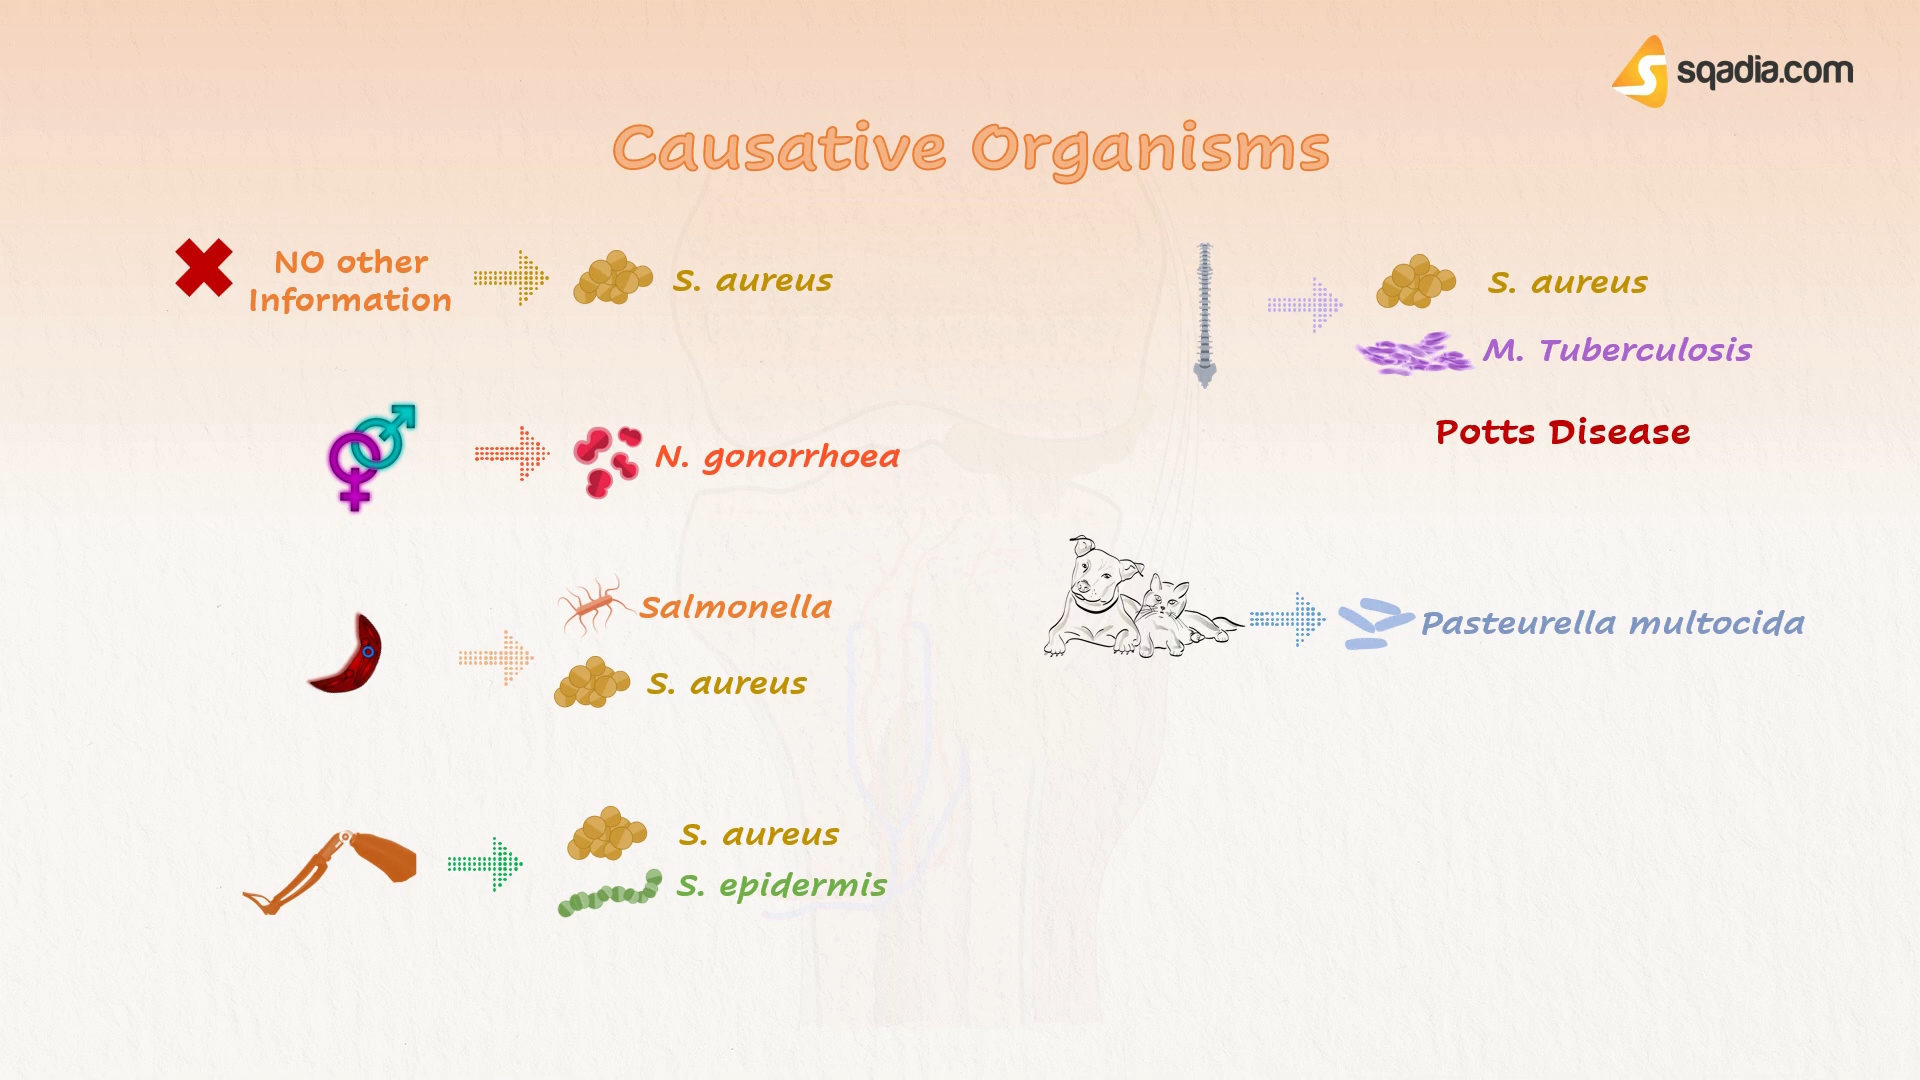 sqadia.com
Causative Organisms
NO other
Information
S. aureus
N. gonorrhoea
Salmonella
S. aureus
S. aureus
S. epidermis
S. aureus
M. Tuberculosis
Potts Disease
Pasteurella multocida